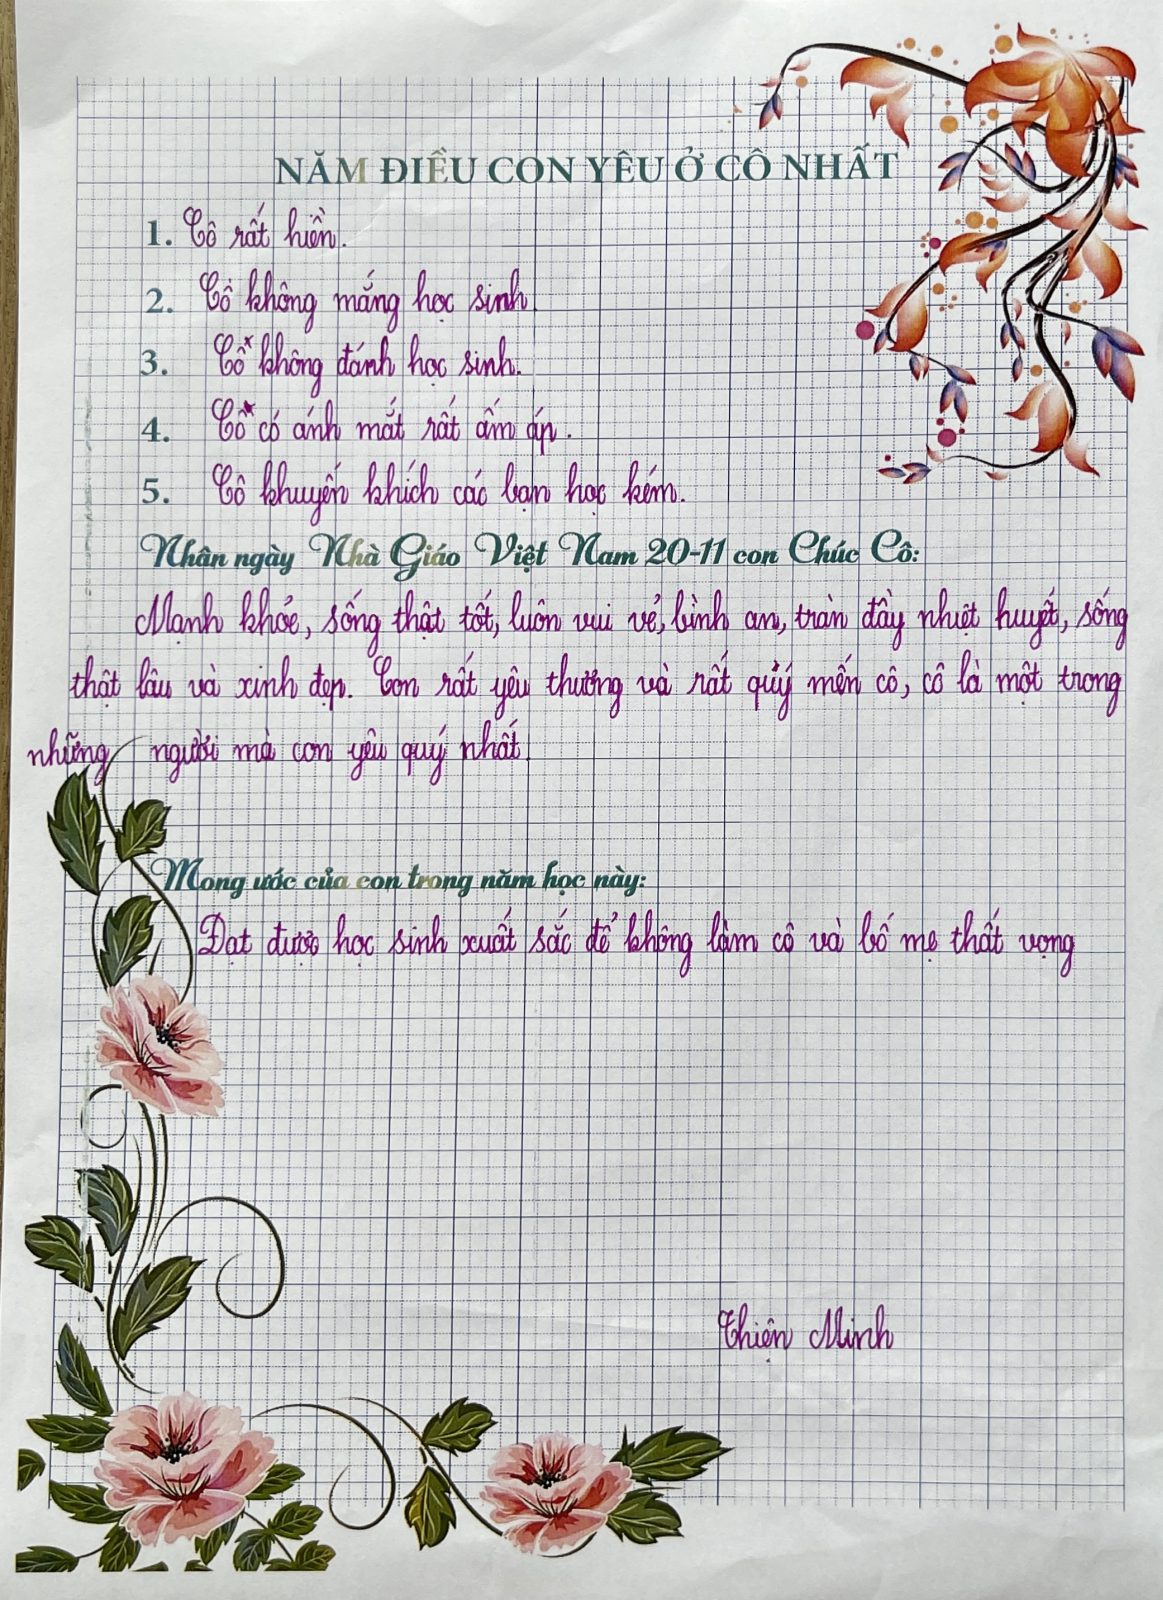 NĂM ĐIỀU CON YÊU Ở CÔ NHẤT
1. Cô rất hiền.
2. Cô không mắng học sinh.
3. Cô không đánh học sinh.
4. Cô có ánh mắt rất ấm áp.
5. Cô khuyến khích các bạn học kém.
Nhân ngày Nhà Giáo Việt Nam 20-11 con Chúc Cô:
Mạnh khỏe, sống thật tốt, luôn vui vẻ, bình an, tràn đầy nhiệt huyết, sống
thật lâu và xinh đẹp. Con rất yêu thương và rất quý mến cô, cô là một trong
những người mà con yêu quý nhất.
Mong ước của con trong năm học này:
Đạt được học sinh xuất sắc để không làm cô và bố mẹ thất vọng
Thiện Minh